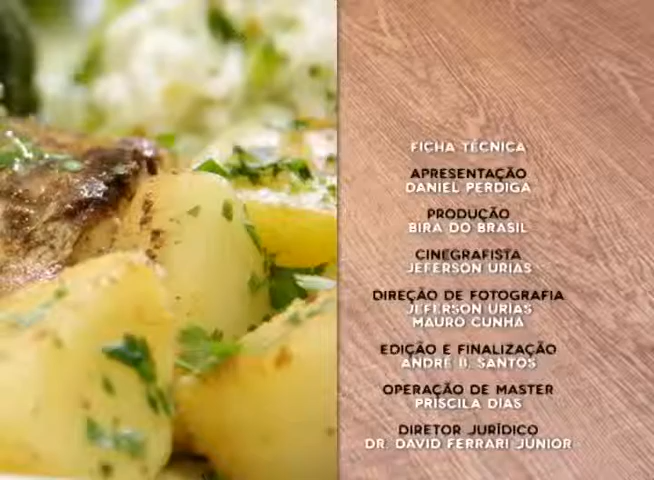 FICHA TÉCNICA
APRESENTAÇÃO
DANIEL PERDIGA
PRODUÇÃO
BIRA DO BRASIL
CINEGRAFISTA
JEFERSON URIAS
DIREÇÃO DE FOTOGRAFIA
JEFERSON URIAS
MAURO CUNHA
EDIÇÃO E FINALIZAÇÃO
ANDRÉ B. SANTOS
OPERAÇÃO DE MASTER
PRISCILA DIAS
DIRETOR JURÍDICO
DR. DAVID FERRARI JUNIOR